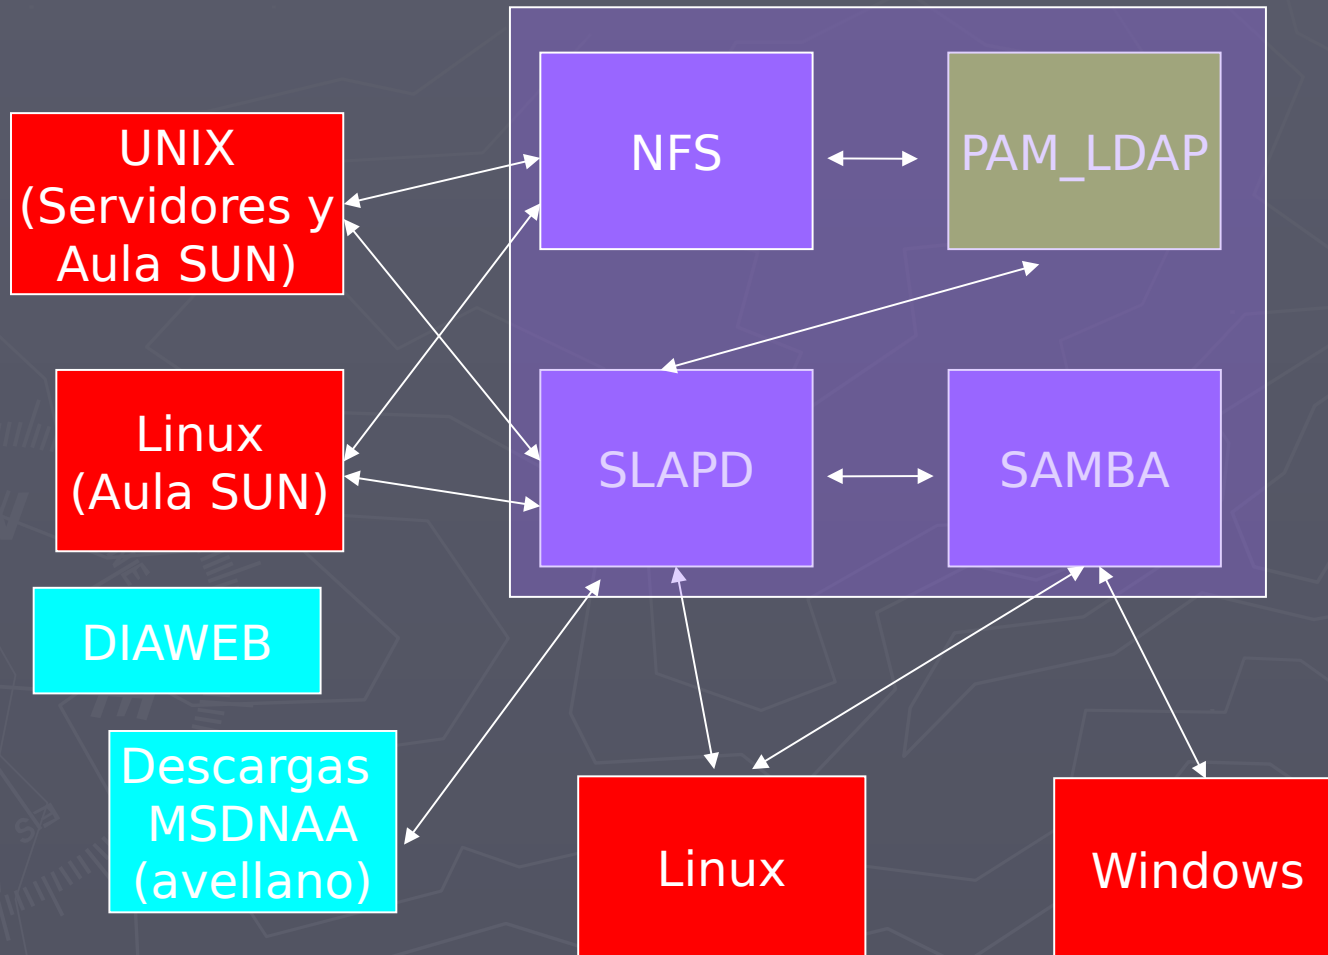 NFS
PAM_LDAP
UNIX
(Servidores y
Aula SUN)
Linux
(Aula SUN)
SLAPD
SAMBA
DIAWEB
Descargas
MSDNAA
(avellano)
Linux
Windows